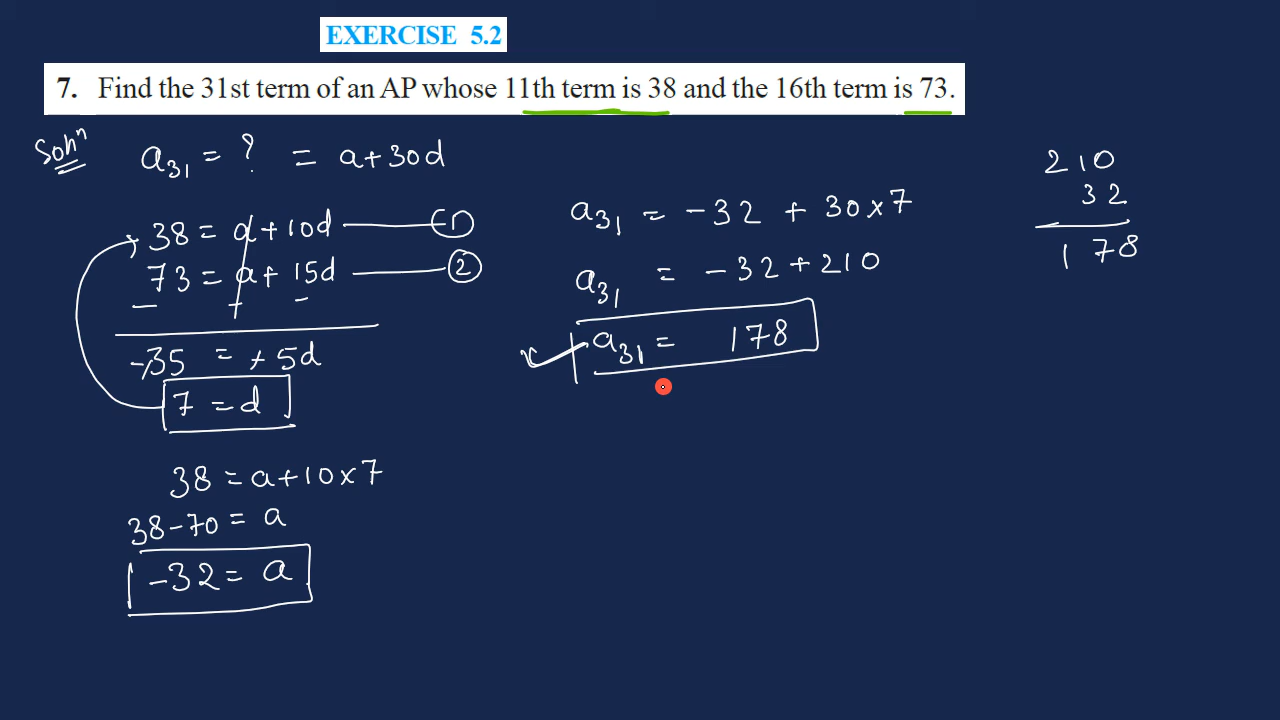 EXERCISE 5.2
7. Find the 31st term of an AP whose 11th term is 38 and the 16th term is 73.
Solⁿ
a₃₁ = ? = a+30d
38 = a+10d ——— ①
73 = a+15d ——— ②
− + −
-35 = +5d
7 = d
38 = a+10×7
38-70 = a
-32 = a
a₃₁ = -32 + 30×7
a₃₁ = -32+210
a₃₁ = 178
210
32
178